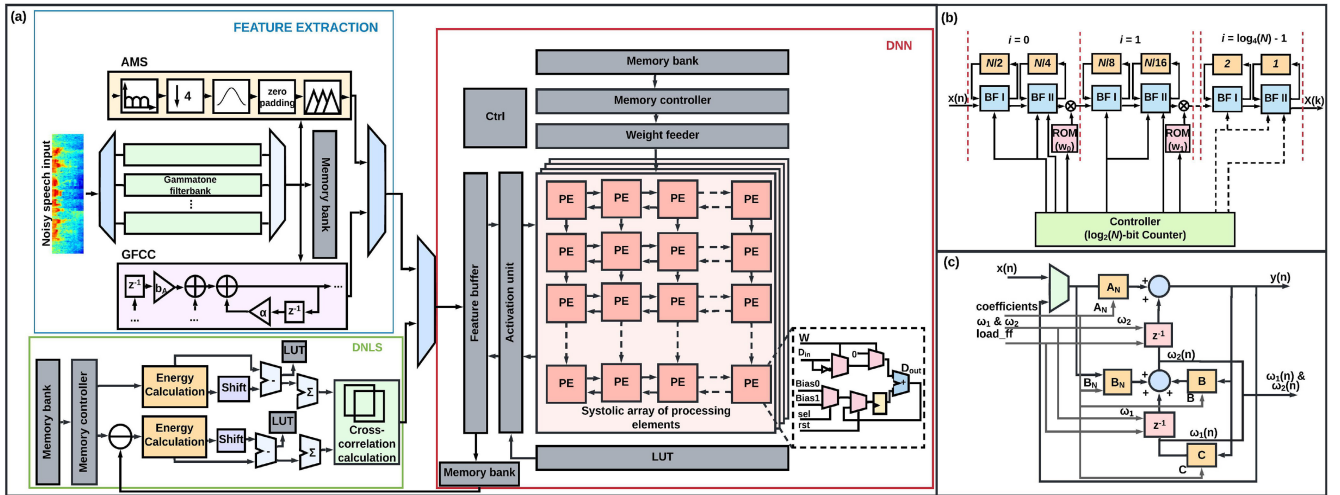 (a)
FEATURE EXTRACTION
AMS
4
zero
padding
Noisy speech input
Gammatone
filterbank
...
Memory bank
GFCC
z⁻¹
b_A
...
α
z⁻¹
...
...
DNLS
Memory bank
Memory controller
Energy
Calculation
Shift
-
LUT
Σ
Energy
Calculation
Shift
-
LUT
Σ
Cross-
correlation
calculation
DNN
Memory bank
Ctrl
Memory controller
Weight feeder
Feature buffer
Activation unit
PE PE PE PE
PE PE PE PE
PE PE PE PE
PE PE PE PE
Systolic array of processing
elements
LUT
Memory bank
W
D_in
0
D_out
+
Bias0
Bias1
sel
rst
(b)
i = 0
i = 1
i = log₄(N) - 1
N/2
N/4
N/8
N/16
2
1
x(n)
BF I
BF II
BF I
BF II
BF I
BF II
X(k)
ROM
(w₀)
ROM
(w₁)
Controller
(log₂(N)-bit Counter)
(c)
x(n)
y(n)
A_N
A_N
+
+
coefficients
ω₁ & ω₂
load_ff
ω₂
z⁻¹
ω₂(n)
B_N
B_N
+
+
+
B
B
ω₁(n) &
ω₂(n)
ω₁
z⁻¹
ω₁(n)
C
C